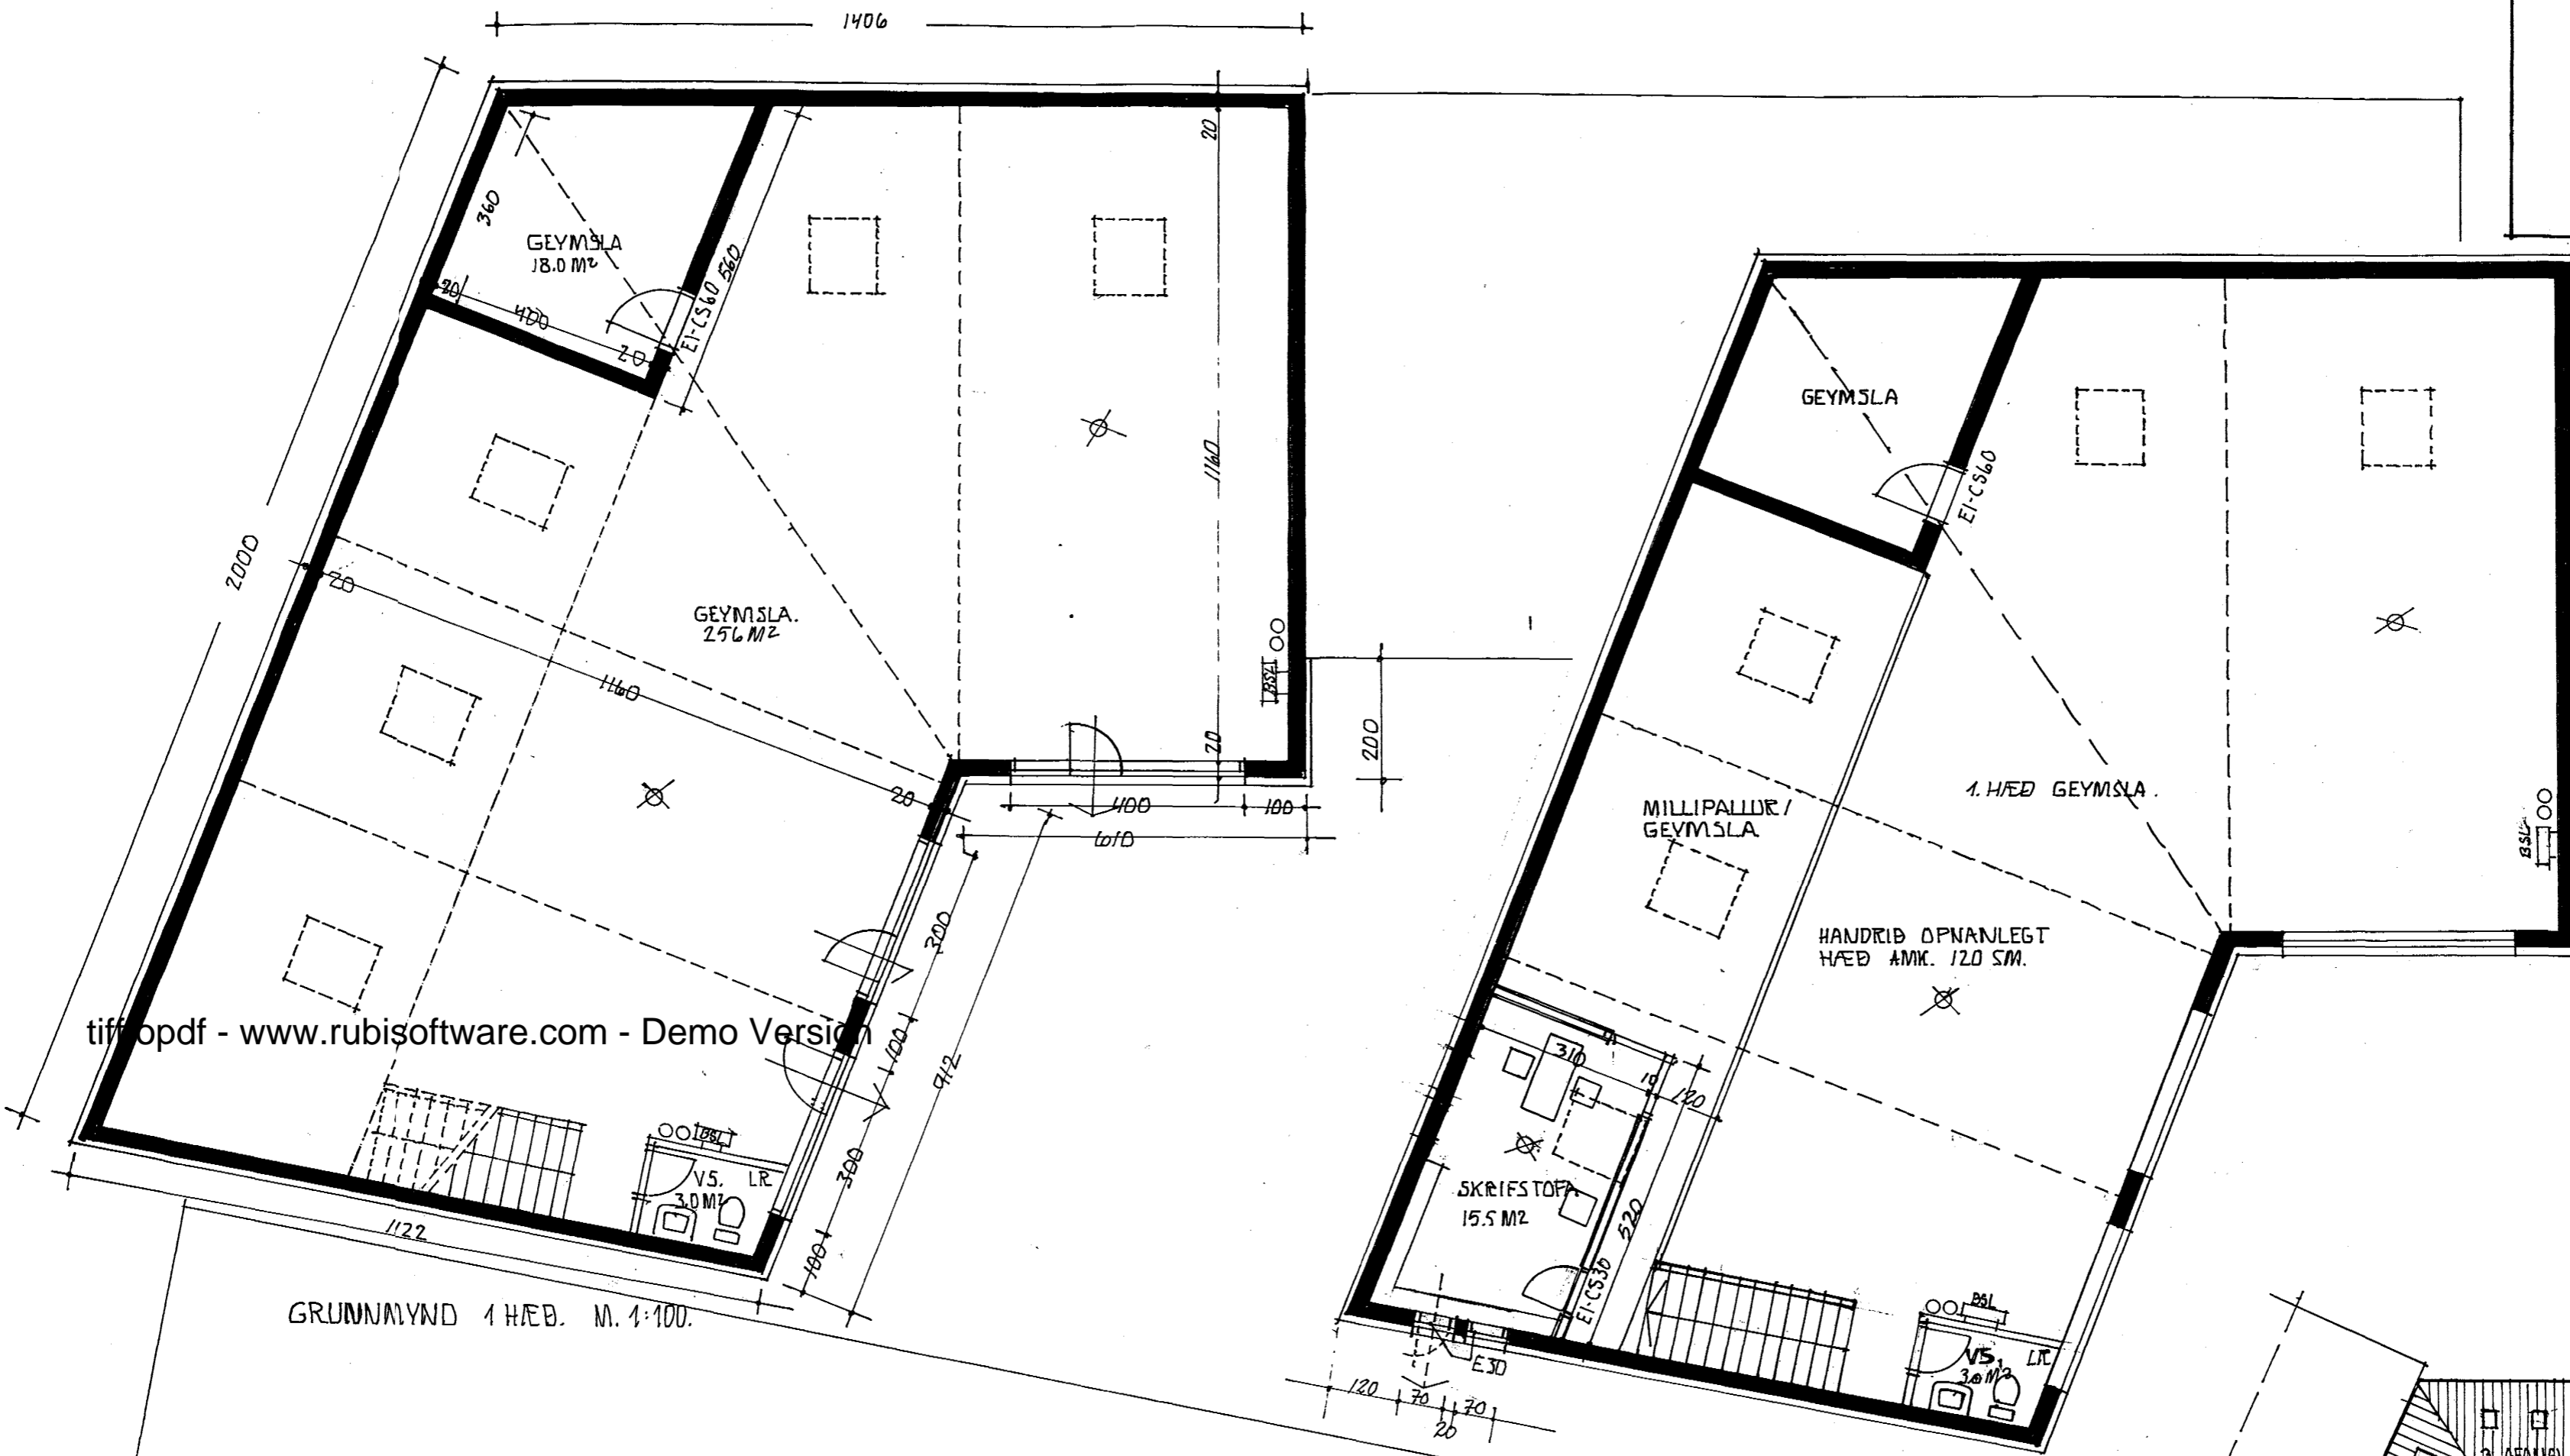 1406
20
360
GEYMSLA
18.0 M²
20
400
20
EI-CS60
560
1160
2000
20
GEYMSLA.
256 M²
1160
20
BSL
20
200
400
100
610
300
100
912
300
100
tifftopdf - www.rubisoftware.com - Demo Version
BSL
VS.
LR
3.0 M²
1122
GRUNNMYND 1 HÆÐ. M. 1:100.
GEYMSLA
EI-CS60
1. HÆÐ GEYMSLA.
MILLIPALLUR/
GEYMSLA
BSL
HANDRIÐ OPNANLEGT
HÆÐ AMK. 120 SM.
310
10
120
SKRIFSTOFA
15.5 M²
520
EI-CS30
E30
BSL
VS.
LR
3.0 M²
120
70
20
70